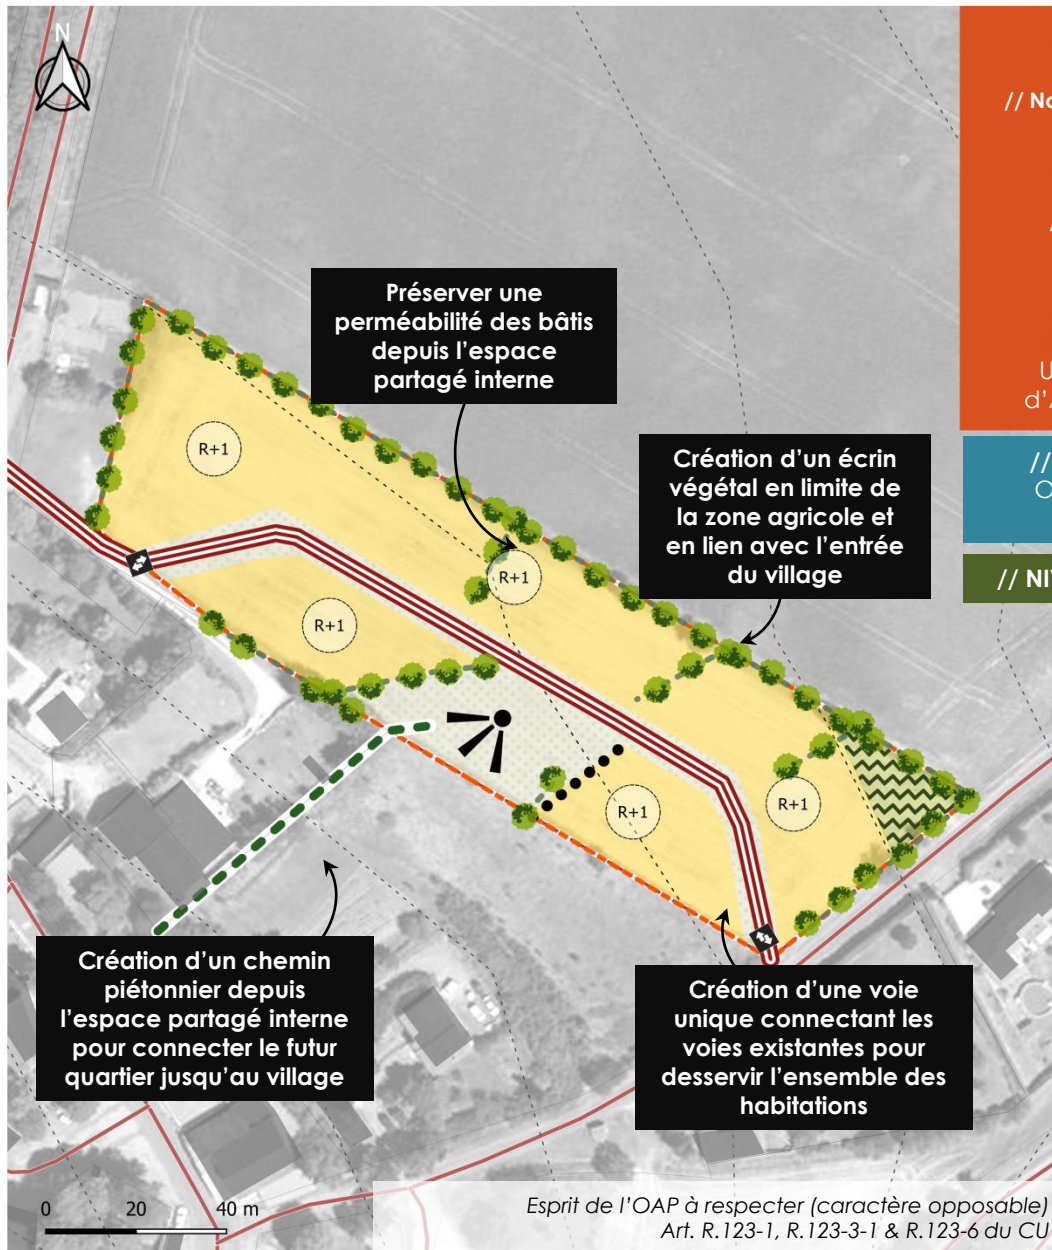 N
// No
U
d'A
//
O
// NIV
Préserver une
perméabilité des bâtis
depuis l'espace
partagé interne
Création d'un écrin
végétal en limite de
la zone agricole et
en lien avec l'entrée
du village
R+1
R+1
R+1
R+1
R+1
Création d'un chemin
piétonnier depuis
l'espace partagé interne
pour connecter le futur
quartier jusqu'au village
Création d'une voie
unique connectant les
voies existantes pour
desservir l'ensemble des
habitations
0 20 40 m
Esprit de l'OAP à respecter (caractère opposable)
Art. R.123-1, R.123-3-1 & R.123-6 du CU